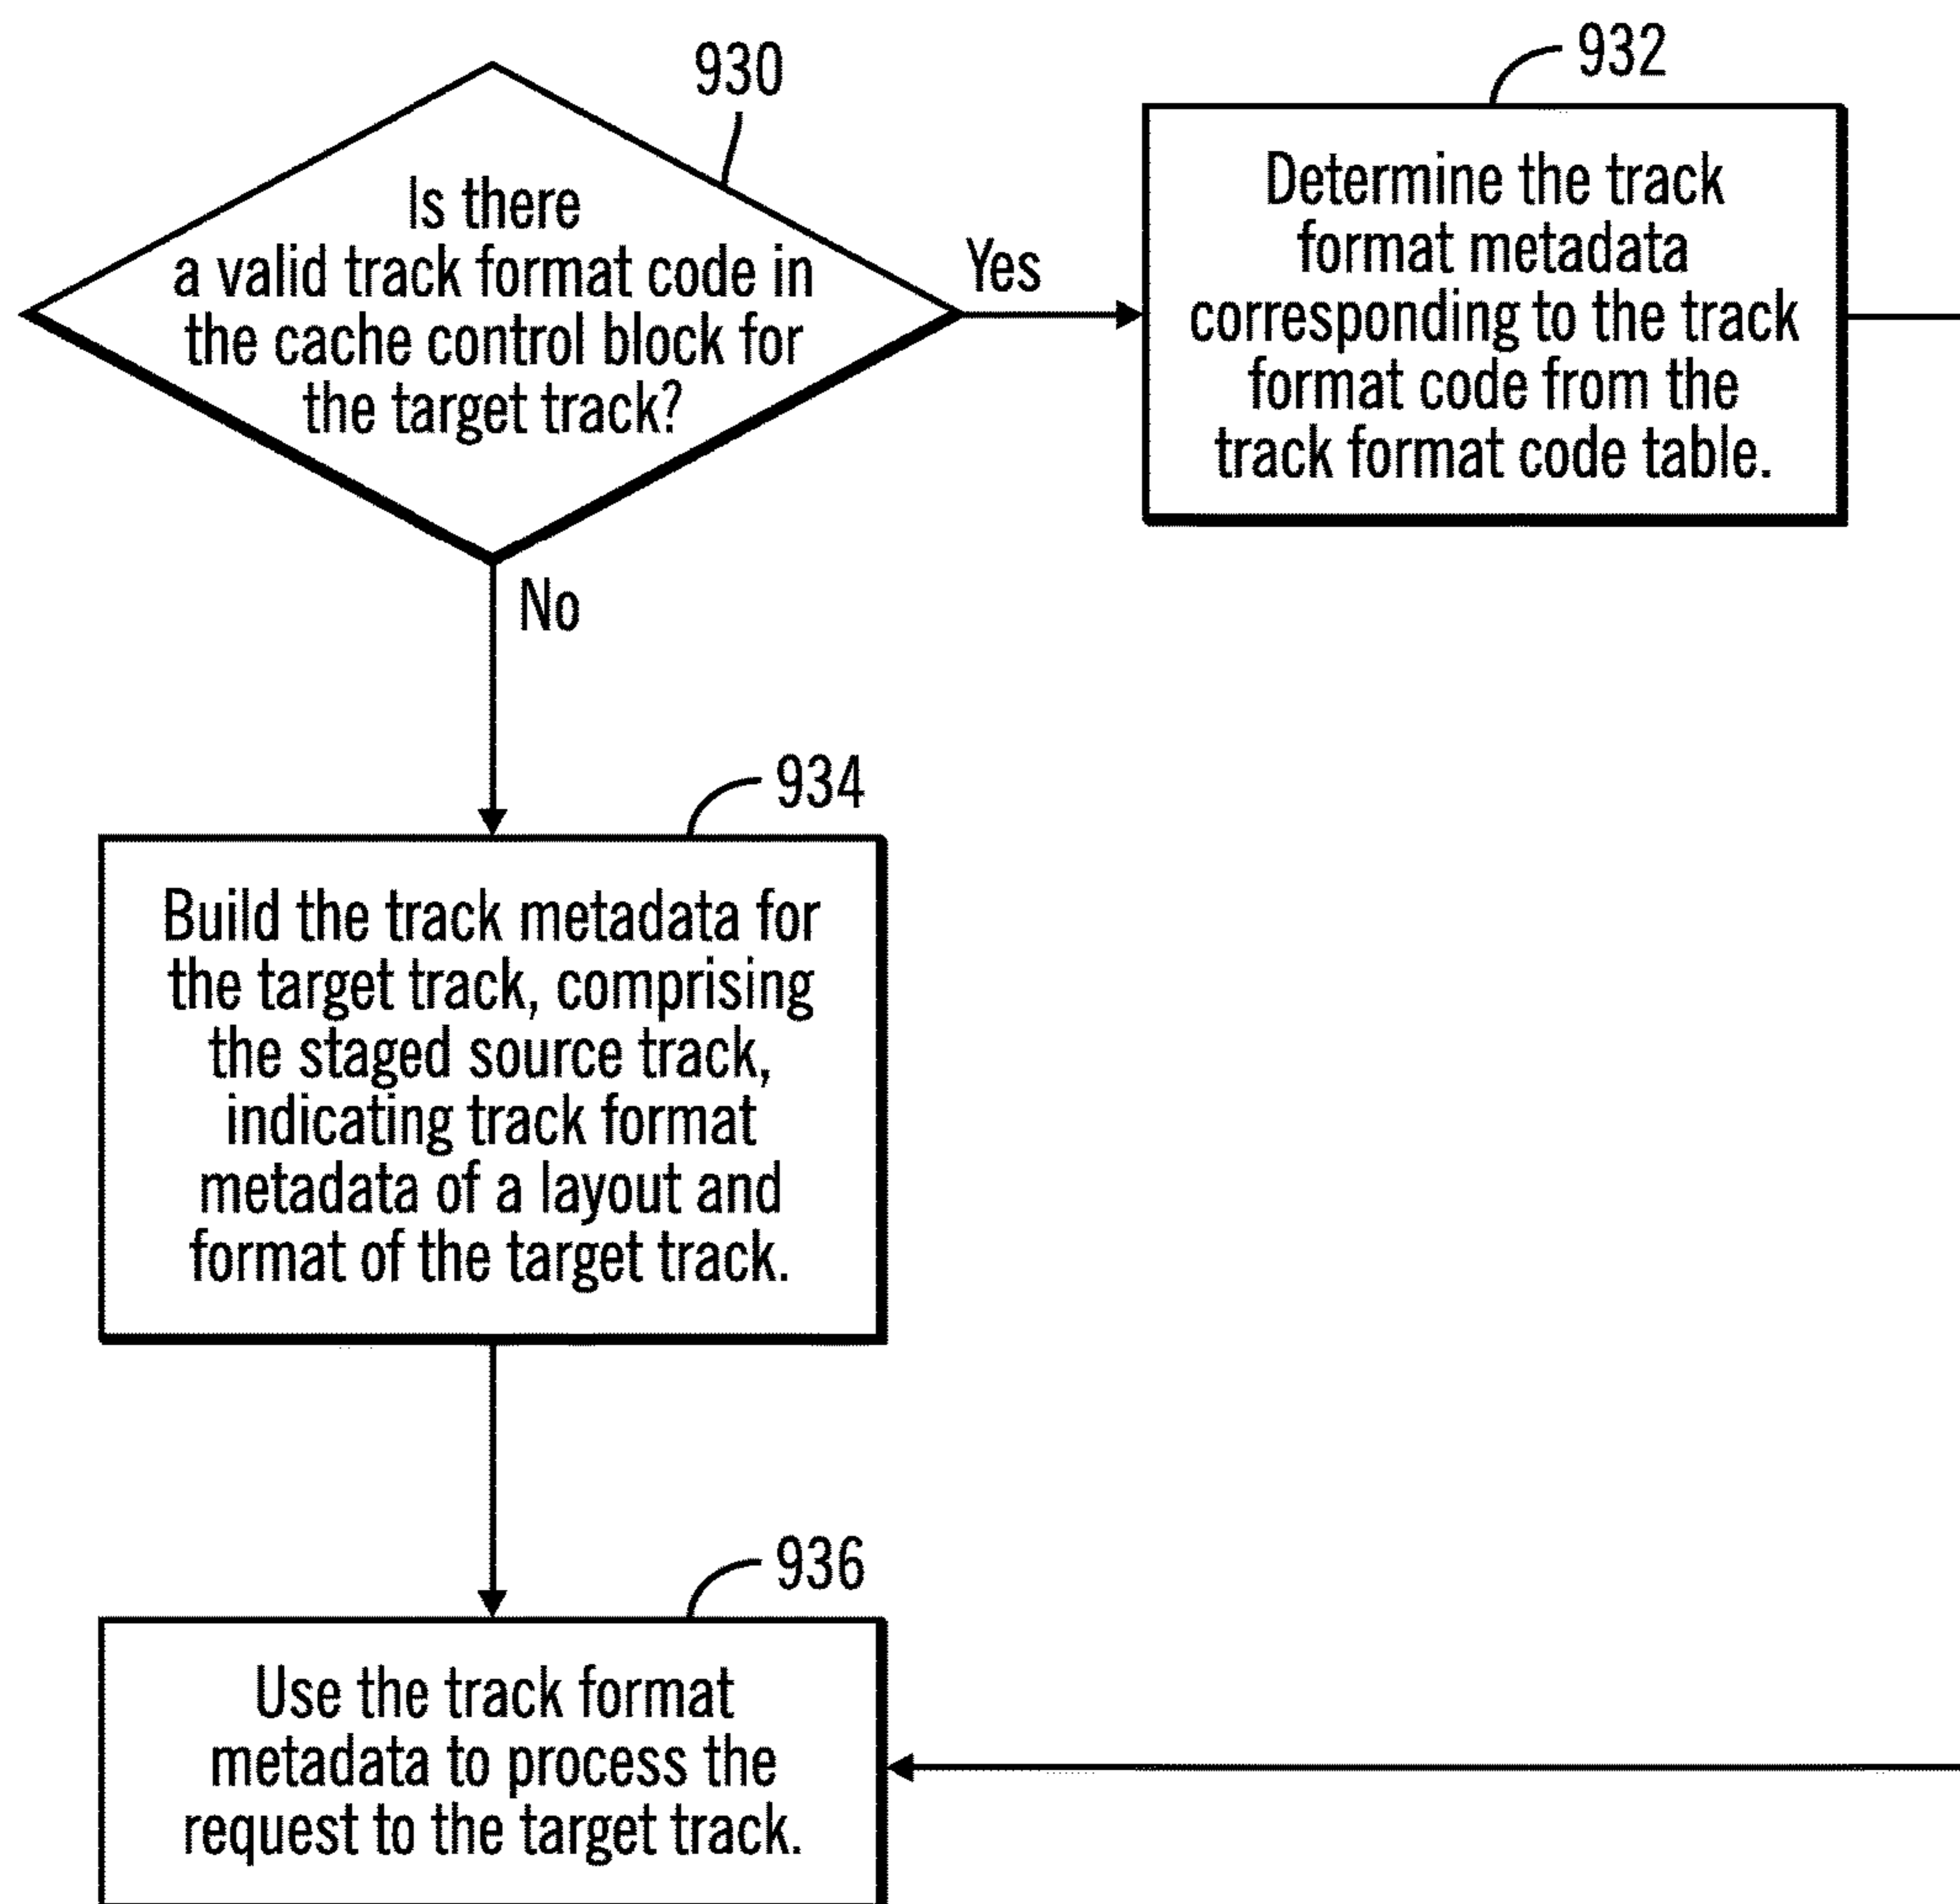 930
Is there
a valid track format code in
the cache control block for
the target track?
Yes
No
932
Determine the track
format metadata
corresponding to the track
format code from the
track format code table.
934
Build the track metadata for
the target track, comprising
the staged source track,
indicating track format
metadata of a layout and
format of the target track.
936
Use the track format
metadata to process the
request to the target track.